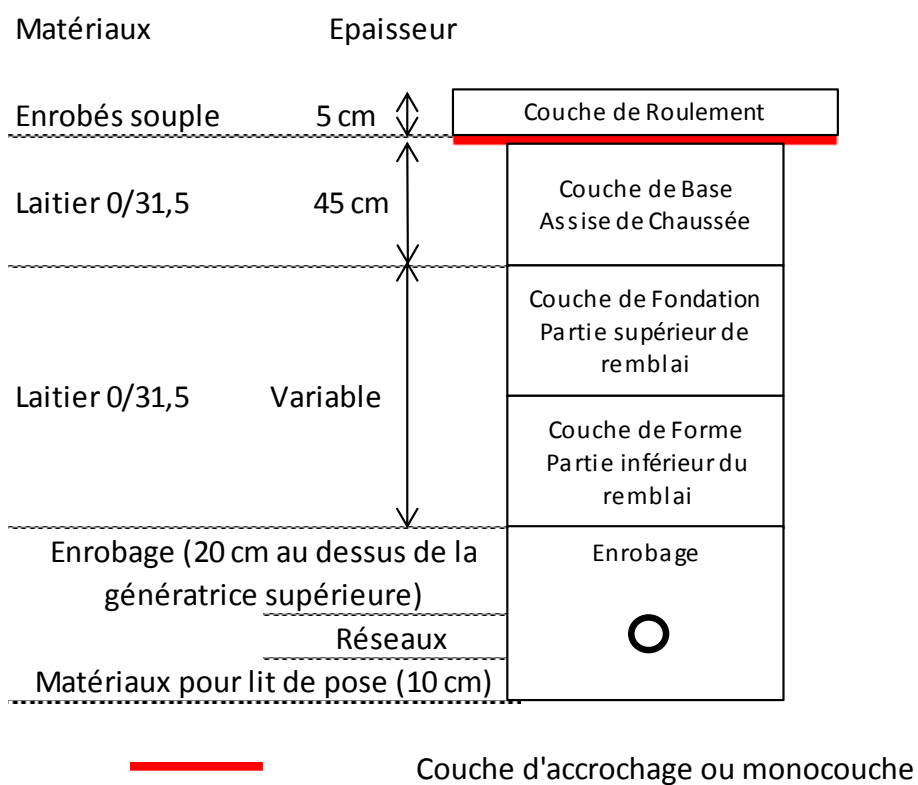 Matériaux Epaisseur
Enrobés souple 5 cm Couche de Roulement
Laitier 0/31,5 45 cm
Couche de Base
Assise de Chaussée
Couche de Fondation
Partie supérieur de
remblai
Laitier 0/31,5 Variable
Couche de Forme
Partie inférieur du
remblai
Enrobage (20 cm au dessus de la
génératrice supérieure)
Enrobage
Réseaux
Matériaux pour lit de pose (10 cm)
Couche d'accrochage ou monocouche